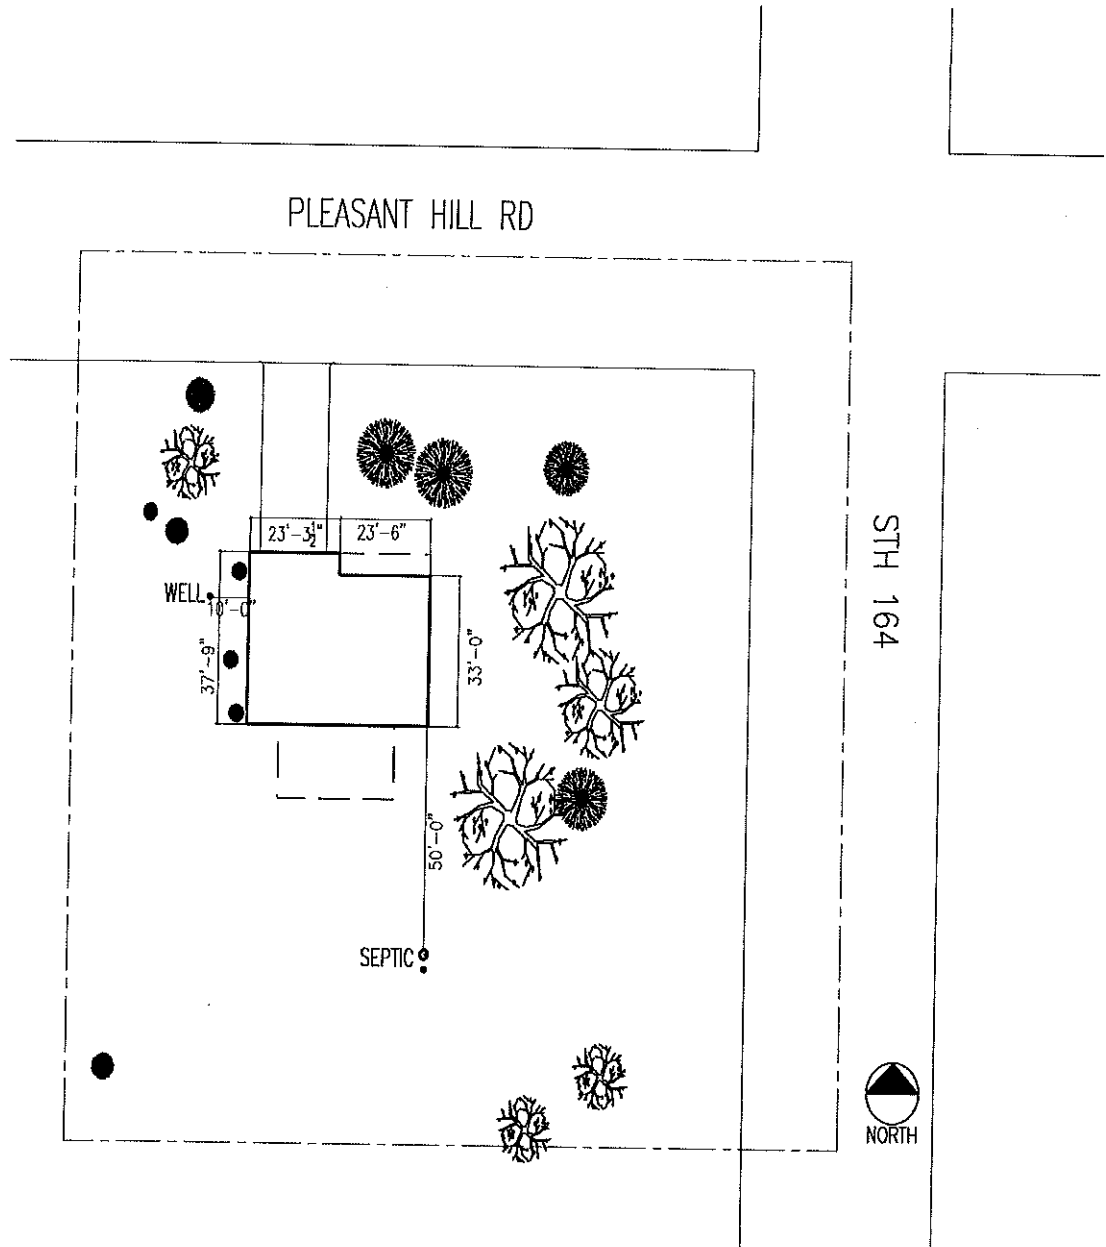 PLEASANT HILL RD
23'-3½"
23'-6"
STH 164
WELL
10'-0"
37'-9"
33'-0"
50'-0"
SEPTIC
NORTH